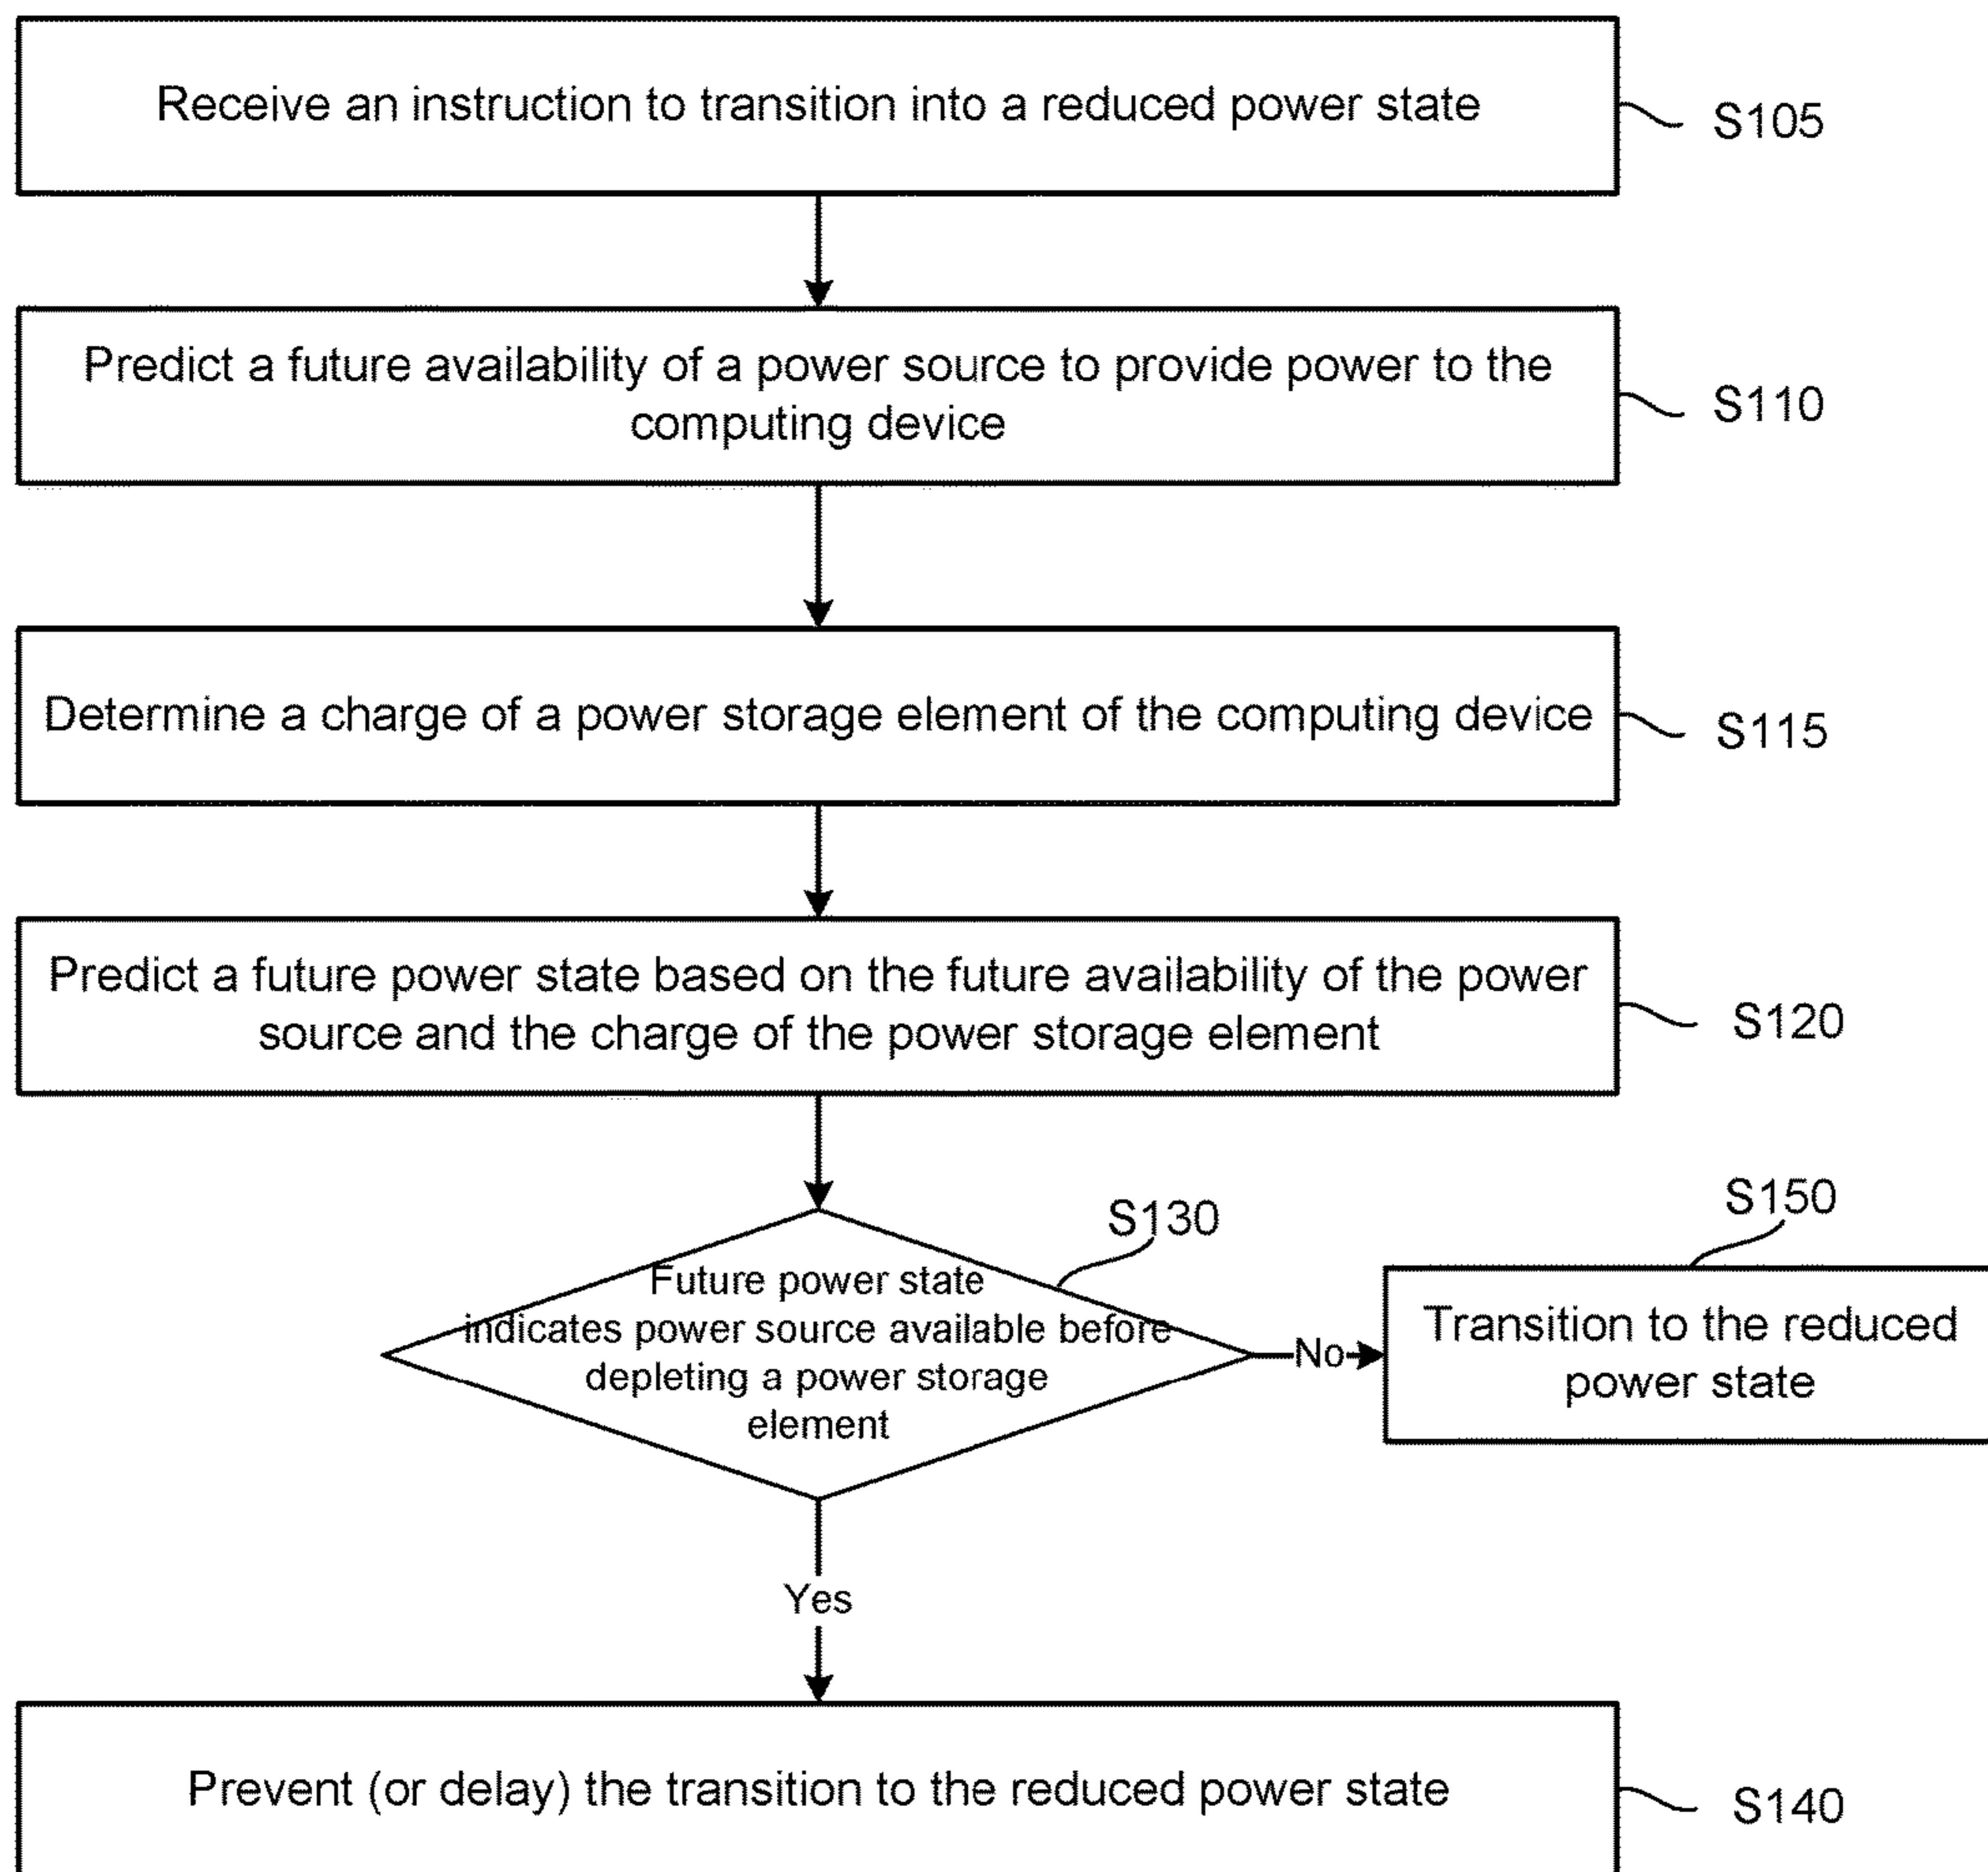 Receive an instruction to transition into a reduced power state
S105
Predict a future availability of a power source to provide power to the
computing device
S110
Determine a charge of a power storage element of the computing device
S115
Predict a future power state based on the future availability of the power
source and the charge of the power storage element
S120
S130
Future power state
indicates power source available before
depleting a power storage
element
No
S150
Transition to the reduced
power state
Yes
Prevent (or delay) the transition to the reduced power state
S140